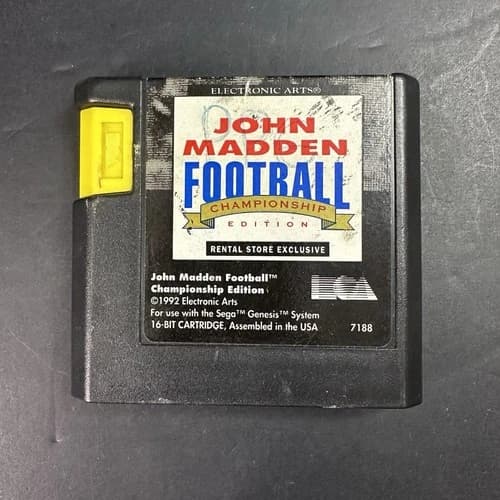 ELECTRONIC ARTS®
JOHN
MADDEN
FOOTBALL
CHAMPIONSHIP
EDITION
RENTAL STORE EXCLUSIVE
John Madden Football™
Championship Edition
©1992 Electronic Arts
For use with the Sega™ Genesis™ System
16-BIT CARTRIDGE, Assembled in the USA 7188